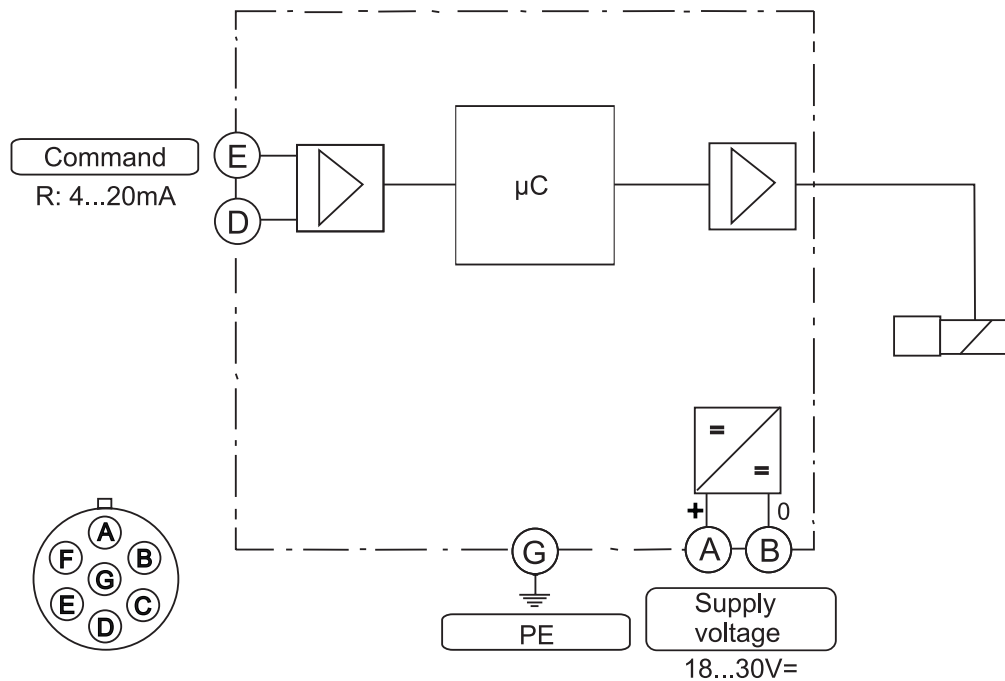 Command
R: 4...20mA
E
D
µC
= =
+ 0
A B
G
PE
Supply
voltage
18...30V=
A
F B
G
E C
D